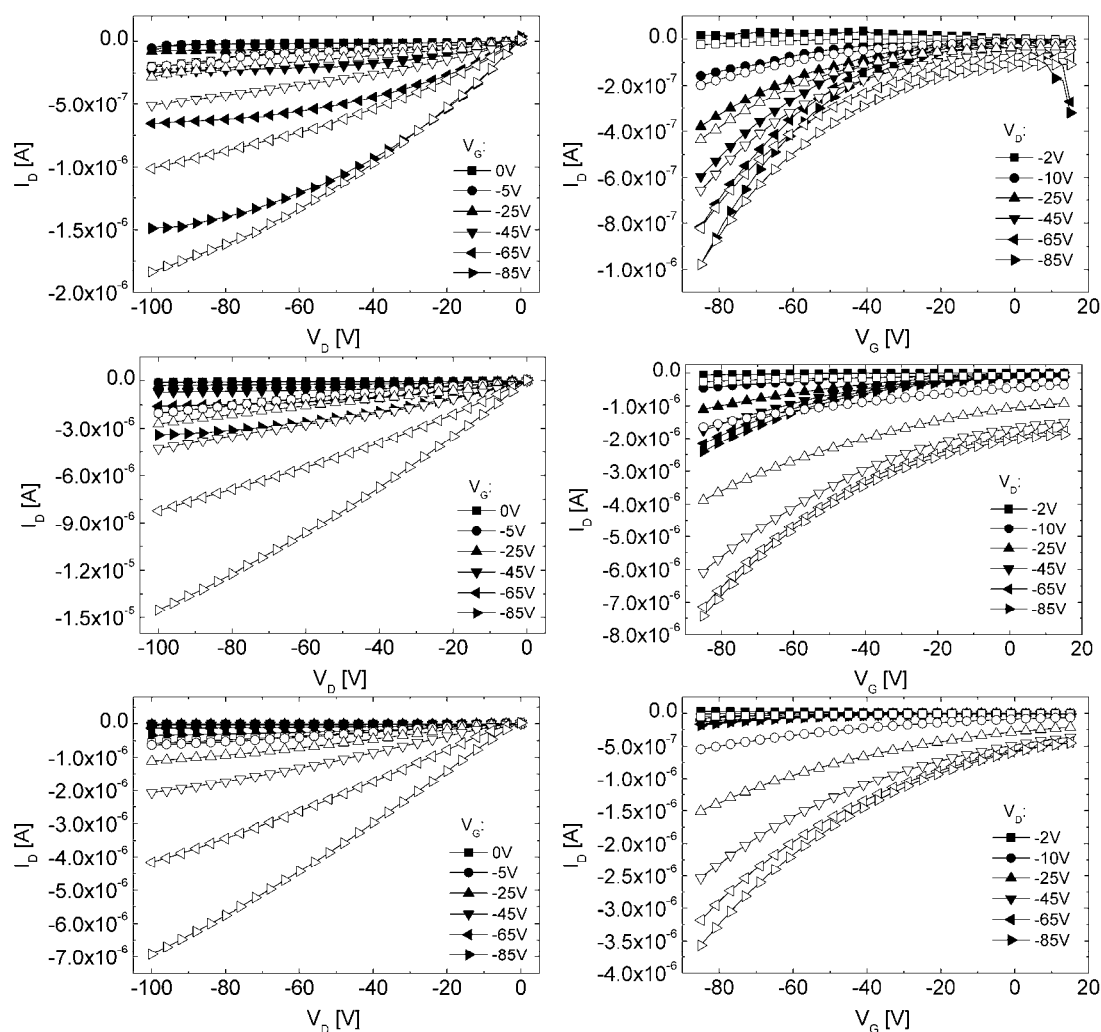 0.0
-5.0x10⁻⁷
-1.0x10⁻⁶
-1.5x10⁻⁶
-2.0x10⁻⁶
I_D [A]
-100 -80 -60 -40 -20 0
V_D [V]
V_G:
0V
-5V
-25V
-45V
-65V
-85V
0.0
-2.0x10⁻⁷
-4.0x10⁻⁷
-6.0x10⁻⁷
-8.0x10⁻⁷
-1.0x10⁻⁶
I_D [A]
-80 -60 -40 -20 0 20
V_G [V]
V_D:
-2V
-10V
-25V
-45V
-65V
-85V
0.0
-3.0x10⁻⁶
-6.0x10⁻⁶
-9.0x10⁻⁶
-1.2x10⁻⁵
-1.5x10⁻⁵
I_D [A]
-100 -80 -60 -40 -20 0
V_D [V]
V_G:
0V
-5V
-25V
-45V
-65V
-85V
0.0
-1.0x10⁻⁶
-2.0x10⁻⁶
-3.0x10⁻⁶
-4.0x10⁻⁶
-5.0x10⁻⁶
-6.0x10⁻⁶
-7.0x10⁻⁶
-8.0x10⁻⁶
I_D [A]
-80 -60 -40 -20 0 20
V_G [V]
V_D:
-2V
-10V
-25V
-45V
-65V
-85V
0.0
-1.0x10⁻⁶
-2.0x10⁻⁶
-3.0x10⁻⁶
-4.0x10⁻⁶
-5.0x10⁻⁶
-6.0x10⁻⁶
-7.0x10⁻⁶
I_D [A]
-100 -80 -60 -40 -20 0
V_D [V]
V_G:
0V
-5V
-25V
-45V
-65V
-85V
0.0
-5.0x10⁻⁷
-1.0x10⁻⁶
-1.5x10⁻⁶
-2.0x10⁻⁶
-2.5x10⁻⁶
-3.0x10⁻⁶
-3.5x10⁻⁶
-4.0x10⁻⁶
I_D [A]
-80 -60 -40 -20 0 20
V_G [V]
V_D:
-2V
-10V
-25V
-45V
-65V
-85V